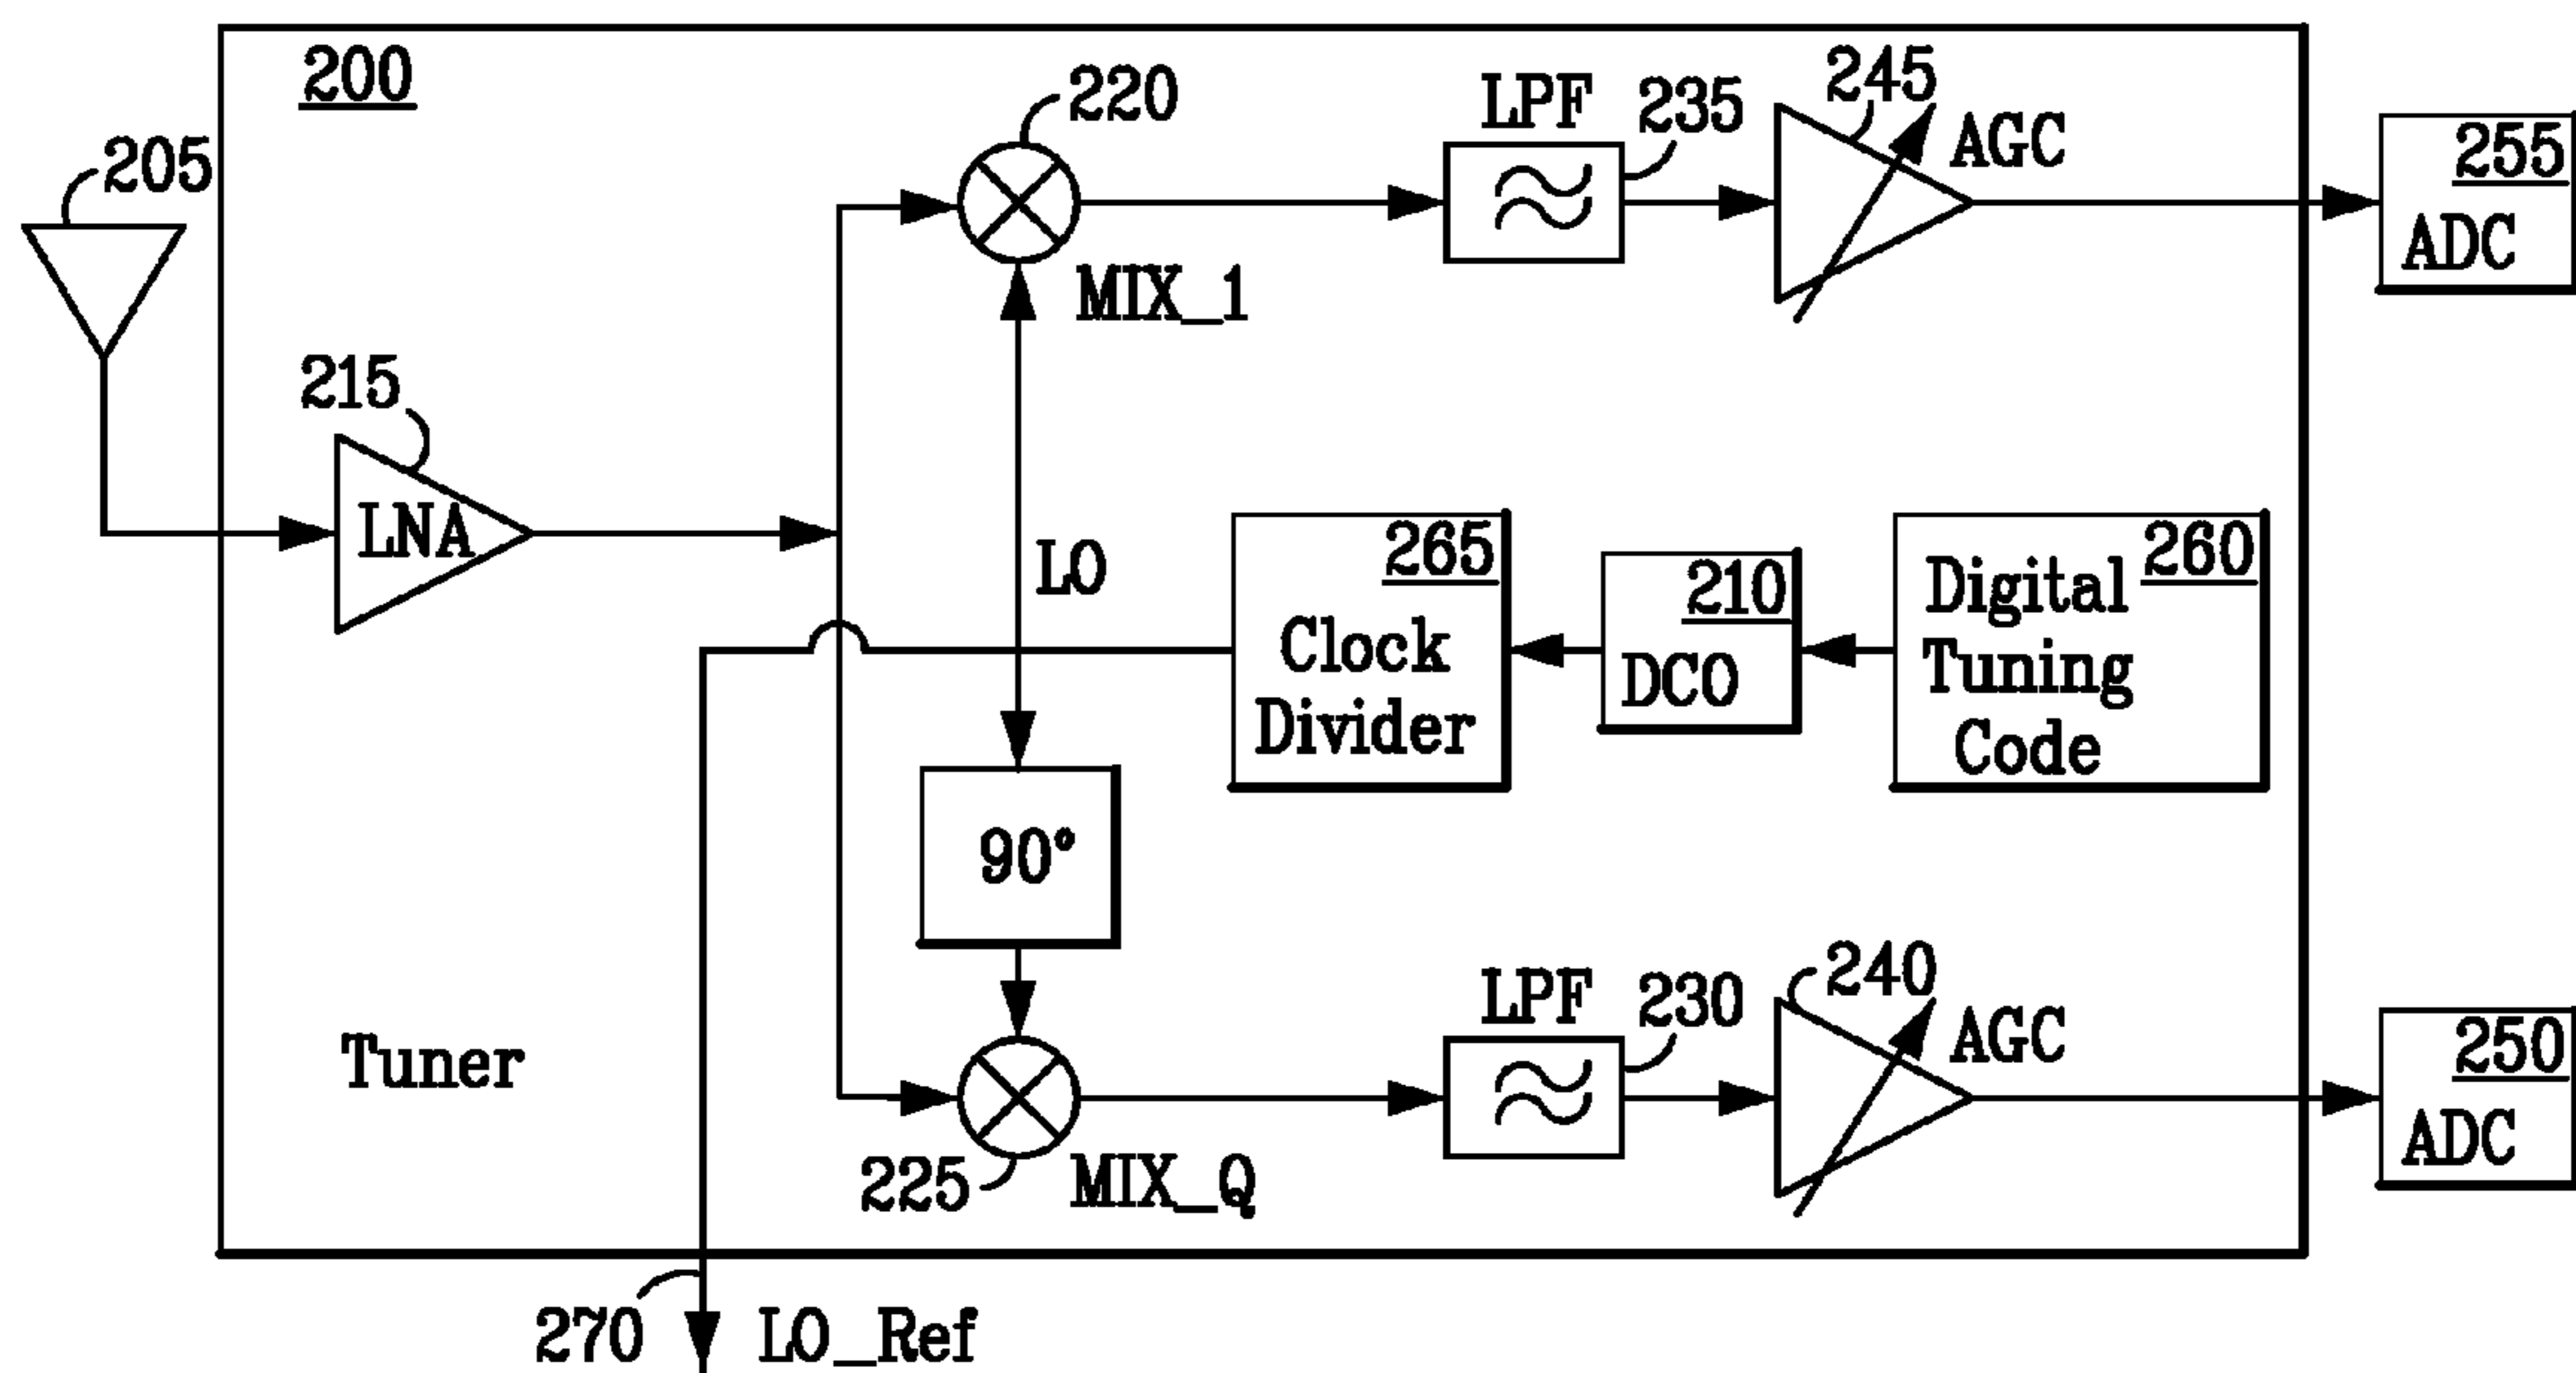 200
205
220
LPF
235
245
AGC
255
ADC
MIX_1
215
LNA
LO
265
Clock
Divider
210
DCO
260
Digital
Tuning
Code
90°
Tuner
225
MIX_Q
LPF
230
240
AGC
250
ADC
270
LO_Ref